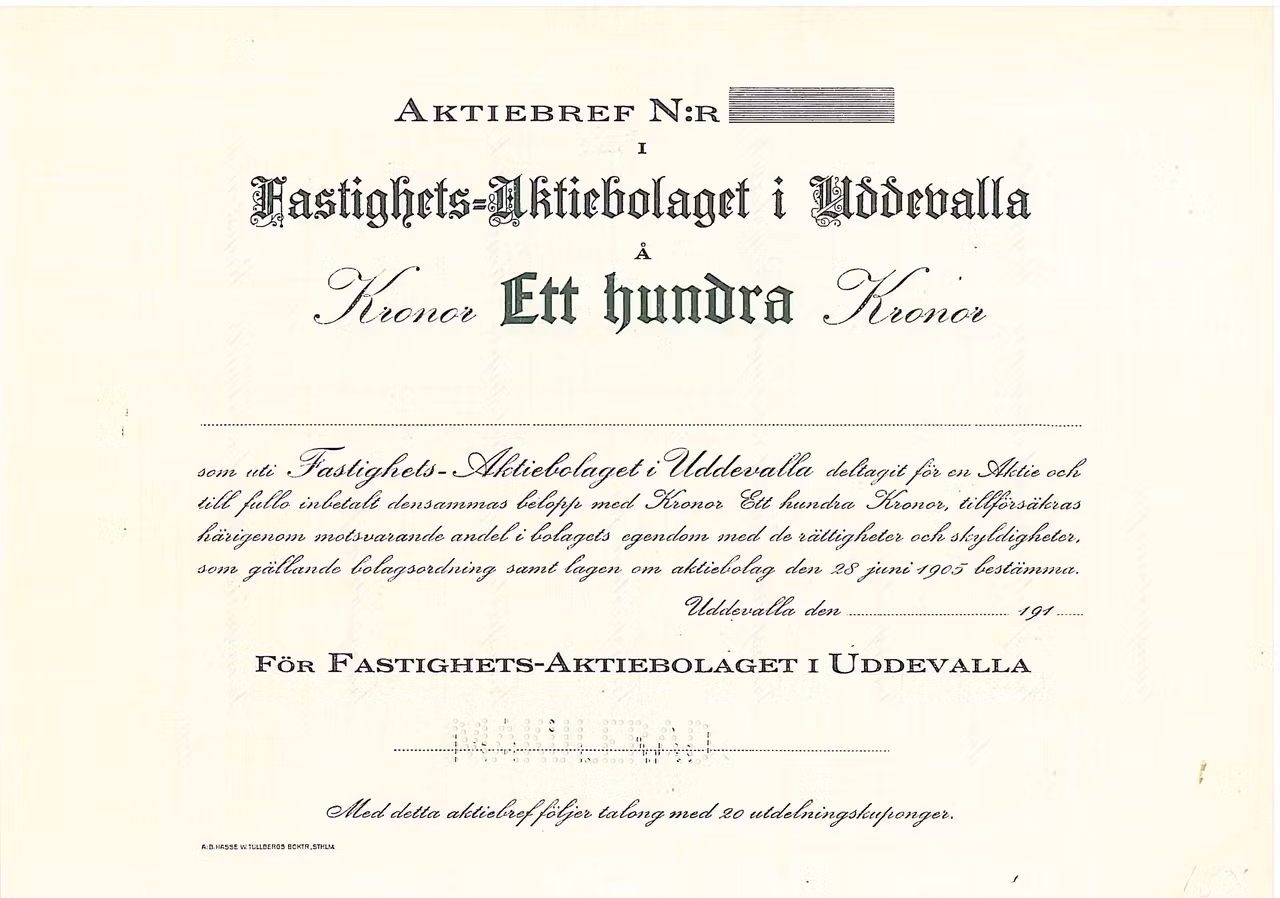 AKTIEBREF N:R
I
Fastighets-Aktiebolaget i Uddevalla
Å
Kronor Ett hundra Kronor
som uti Fastighets-Aktiebolaget i Uddevalla deltagit för en Aktie och
till fullo inbetalt densammas belopp med Kronor Ett hundra Kronor, tillförsäkras
härigenom motsvarande andel i bolagets egendom med de rättigheter och skyldigheter,
som gällande bolagsordning samt lagen om aktiebolag den 28 juni 1905 bestämma.
Uddevalla den 191
FÖR FASTIGHETS-AKTIEBOLAGET I UDDEVALLA
MAKULERAD
Med detta aktiebref följer talong med 20 utdelningskuponger.
A.B. HASSE W. TULLBERGS BOKTR, STHLM